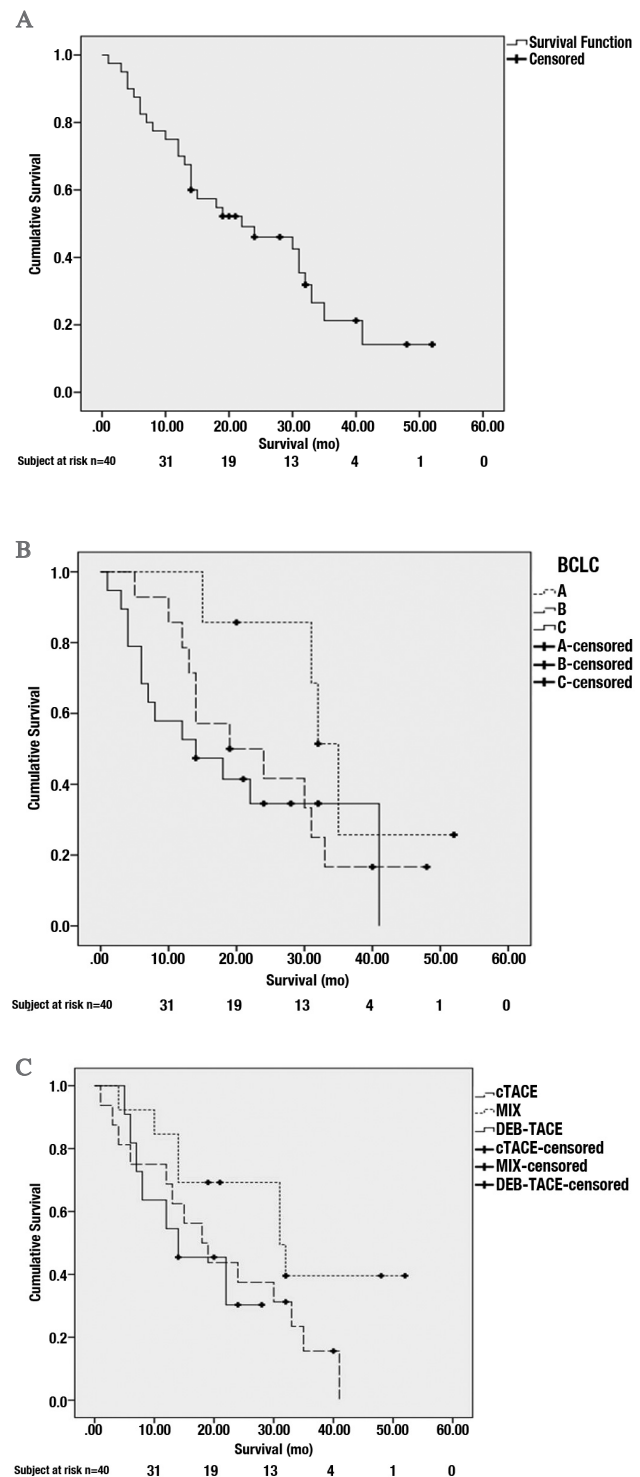 A
1.0
0.8
0.6
0.4
0.2
0.0
Cumulative Survival
.00 10.00 20.00 30.00 40.00 50.00 60.00
Survival (mo)
Subject at risk n=40 31 19 13 4 1 0
Survival Function
Censored
B
1.0
0.8
0.6
0.4
0.2
0.0
Cumulative Survival
.00 10.00 20.00 30.00 40.00 50.00 60.00
Survival (mo)
Subject at risk n=40 31 19 13 4 1 0
BCLC
A
B
C
A-censored
B-censored
C-censored
C
1.0
0.8
0.6
0.4
0.2
0.0
Cumulative Survival
.00 10.00 20.00 30.00 40.00 50.00 60.00
Survival (mo)
Subject at risk n=40 31 19 13 4 1 0
cTACE
MIX
DEB-TACE
cTACE-censored
MIX-censored
DEB-TACE-censored